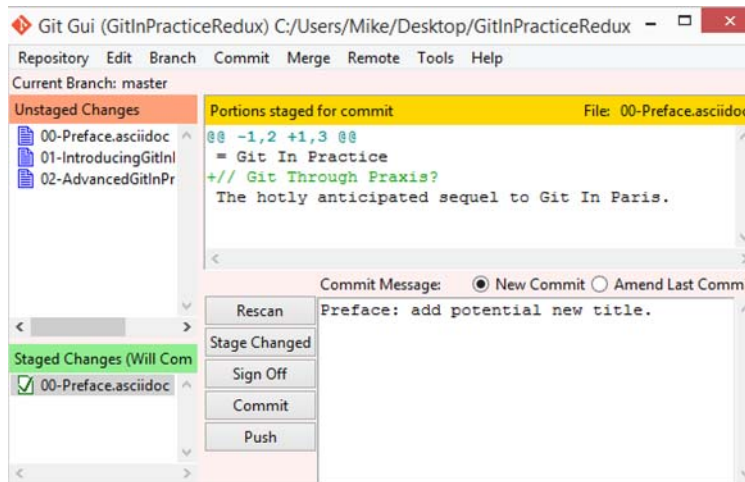 Git Gui (GitInPracticeRedux) C:/Users/Mike/Desktop/GitInPracticeRedux
Repository Edit Branch Commit Merge Remote Tools Help
Current Branch: master
Unstaged Changes
00-Preface.asciidoc
01-IntroducingGitInI
02-AdvancedGitInPr
Portions staged for commit File: 00-Preface.asciidoc
@@ -1,2 +1,3 @@
= Git In Practice
+// Git Through Praxis?
The hotly anticipated sequel to Git In Paris.
Commit Message: New Commit Amend Last Comm
Rescan
Stage Changed
Sign Off
Commit
Push
Preface: add potential new title.
Staged Changes (Will Com
00-Preface.asciidoc